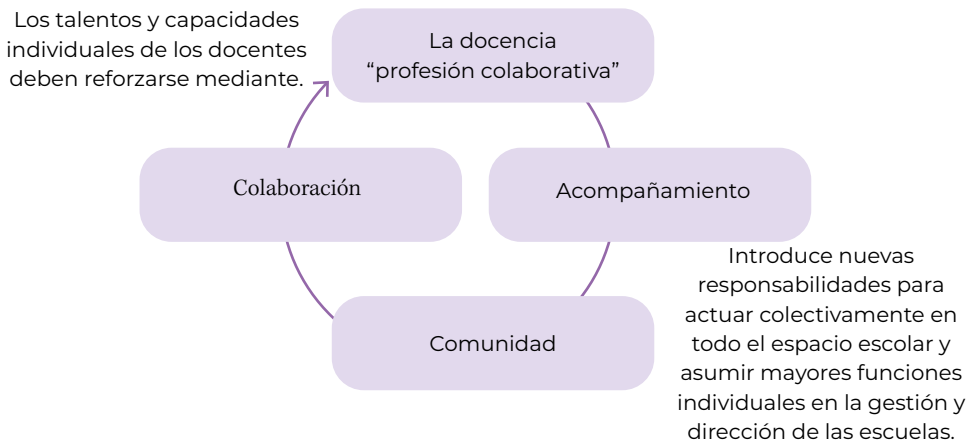 Los talentos y capacidades
individuales de los docentes
deben reforzarse mediante.
La docencia
“profesión colaborativa”
Colaboración
Acompañamiento
Comunidad
Introduce nuevas
responsabilidades para
actuar colectivamente en
todo el espacio escolar y
asumir mayores funciones
individuales en la gestión y
dirección de las escuelas.